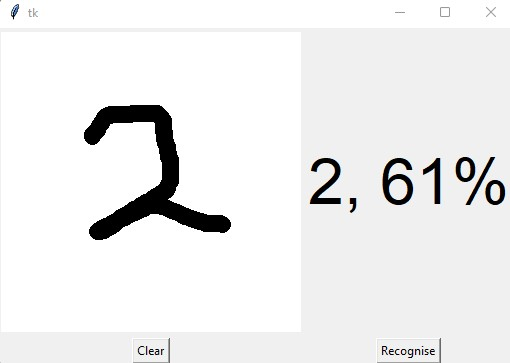 tk
2
2, 61%
Clear
Recognise